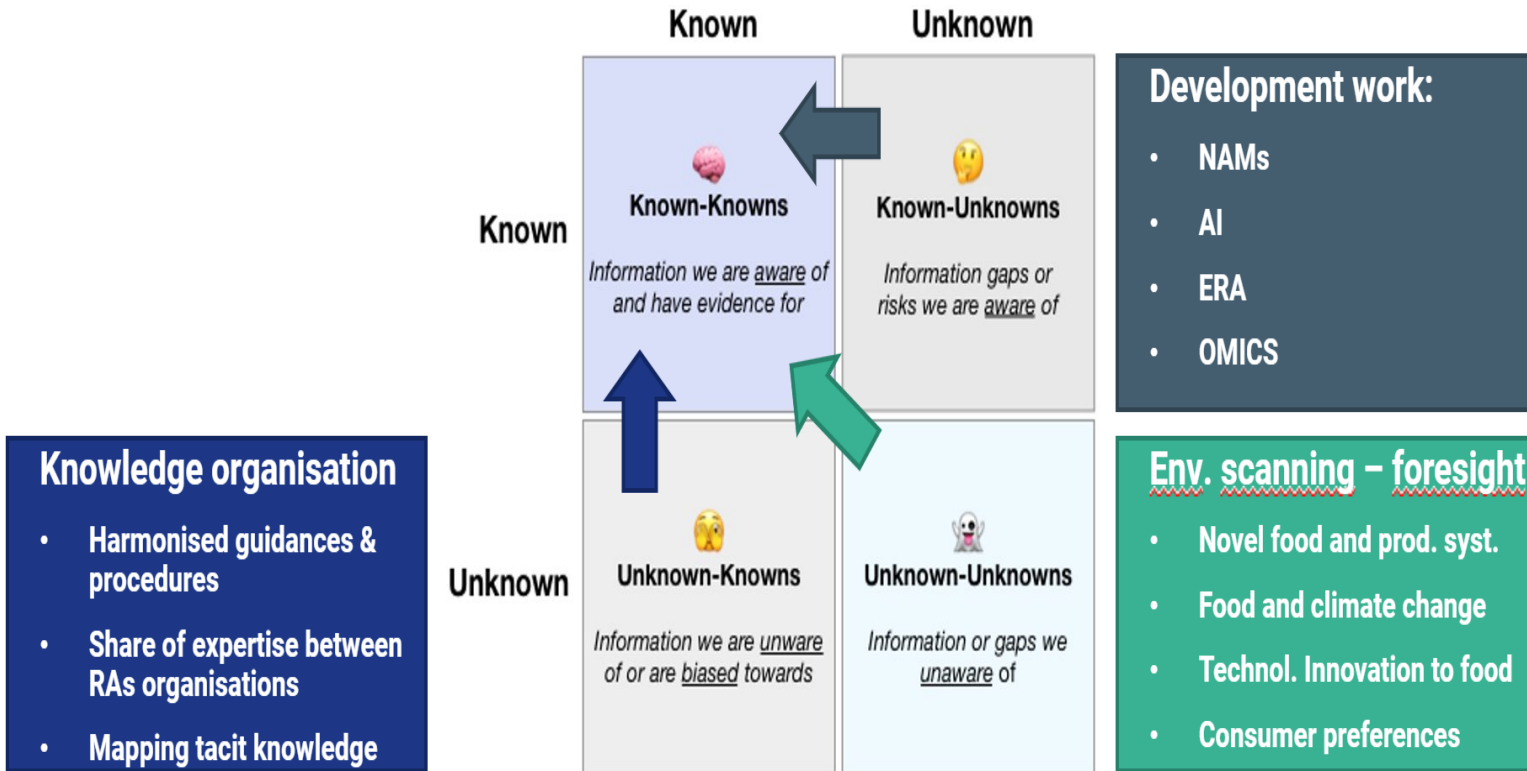 Known
Unknown
Known
Known-Knowns
Information we are aware of
and have evidence for
Known-Unknowns
Information gaps or
risks we are aware of
Development work:
• NAMs
• AI
• ERA
• OMICS
Knowledge organisation
• Harmonised guidances &
procedures
• Share of expertise between
RAs organisations
• Mapping tacit knowledge
Unknown
Unknown-Knowns
Information we are unware
of or are biased towards
Unknown-Unknowns
Information or gaps we
unaware of
Env. scanning – foresight
• Novel food and prod. syst.
• Food and climate change
• Technol. Innovation to food
• Consumer preferences